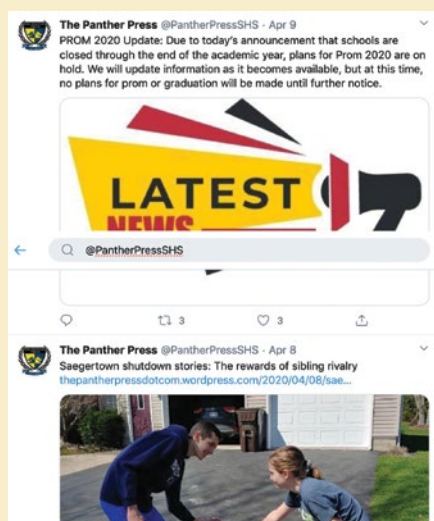 The Panther Press @PantherPressSHS · Apr 9
PROM 2020 Update: Due to today's announcement that schools are
closed through the end of the academic year, plans for Prom 2020 are on
hold. We will update information as it becomes available, but at this time,
no plans for prom or graduation will be made until further notice.
LATEST
NEWS
@PantherPressSHS
3 3
The Panther Press @PantherPressSHS · Apr 8
Saegertown shutdown stories: The rewards of sibling rivalry
thepantherpressdotcom.wordpress.com/2020/04/08/sae...